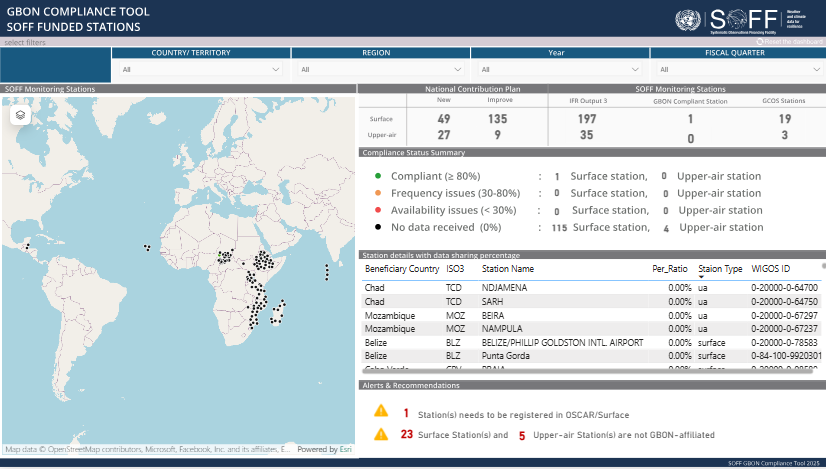 GBON COMPLIANCE TOOL
SOFF FUNDED STATIONS
SOFF
Systematic Observations Financing Facility
Weather
and climate
data for
resilience
select filters
Reset the dashboard
COUNTRY/ TERRITORY
REGION
Year
FISCAL QUARTER
All
All
All
All
SOFF Monitoring Stations
National Contribution Plan
SOFF Monitoring Stations
New
Improve
IFR Output 3
GBON Compliant Station
GCOS Stations
Surface
49
135
197
1
19
Upper-air
27
9
35
0
3
Compliance Status Summary
Compliant (≥ 80%) : 1 Surface station, 0 Upper-air station
Frequency issues (30-80%) : 0 Surface station, 0 Upper-air station
Availability issues (< 30%) : 0 Surface station, 0 Upper-air station
No data received (0%) : 115 Surface station, 4 Upper-air station
Station details with data sharing percentage
Beneficiary Country ISO3 Station Name Per_Ratio Staion Type WIGOS ID
Chad TCD NDJAMENA 0.00% ua 0-20000-0-64700
Chad TCD SARH 0.00% ua 0-20000-0-64750
Mozambique MOZ BEIRA 0.00% ua 0-20000-0-67297
Mozambique MOZ NAMPULA 0.00% ua 0-20000-0-67237
Belize BLZ BELIZE/PHILLIP GOLDSTON INTL. AIRPORT 0.00% surface 0-20000-0-78583
Belize BLZ Punta Gorda 0.00% surface 0-84-100-9920301
Alerts & Recommendations
1 Station(s) needs to be registered in OSCAR/Surface
23 Surface Station(s) and 5 Upper-air Station(s) are not GBON-affiliated
Map data © OpenStreetMap contributors, Microsoft, Facebook, Inc. and its affiliates, E...
Powered by Esri
SOFF GBON Compliance Tool 2025